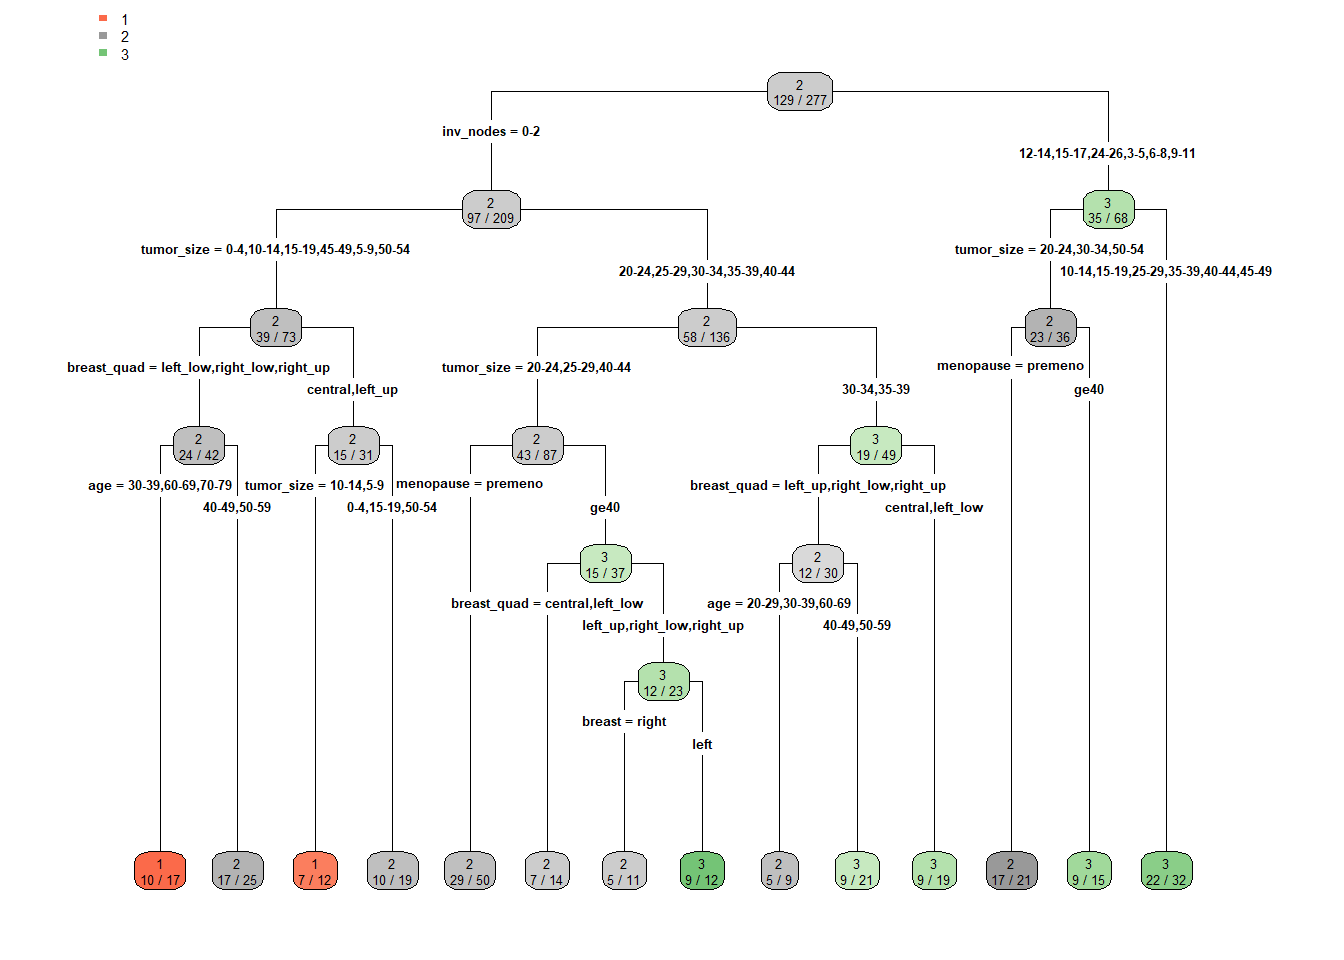 1
2
3
2
129 / 277
inv_nodes = 0-2
12-14,15-17,24-26,3-5,6-8,9-11
2
97 / 209
3
35 / 68
tumor_size = 0-4,10-14,15-19,45-49,5-9,50-54
20-24,25-29,30-34,35-39,40-44
tumor_size = 20-24,30-34,50-54
10-14,15-19,25-29,35-39,40-44,45-49
2
39 / 73
2
58 / 136
2
23 / 36
breast_quad = left_low,right_low,right_up
central,left_up
tumor_size = 20-24,25-29,40-44
30-34,35-39
menopause = premeno
ge40
2
24 / 42
2
15 / 31
2
43 / 87
3
19 / 49
age = 30-39,60-69,70-79
40-49,50-59
tumor_size = 10-14,5-9
0-4,15-19,50-54
menopause = premeno
ge40
breast_quad = left_up,right_low,right_up
central,left_low
3
15 / 37
2
12 / 30
breast_quad = central,left_low
left_up,right_low,right_up
age = 20-29,30-39,60-69
40-49,50-59
3
12 / 23
breast = right
left
1
10 / 17
2
17 / 25
1
7 / 12
2
10 / 19
2
29 / 50
2
7 / 14
2
5 / 11
3
9 / 12
2
5 / 9
3
9 / 21
3
9 / 19
2
17 / 21
3
9 / 15
3
22 / 32